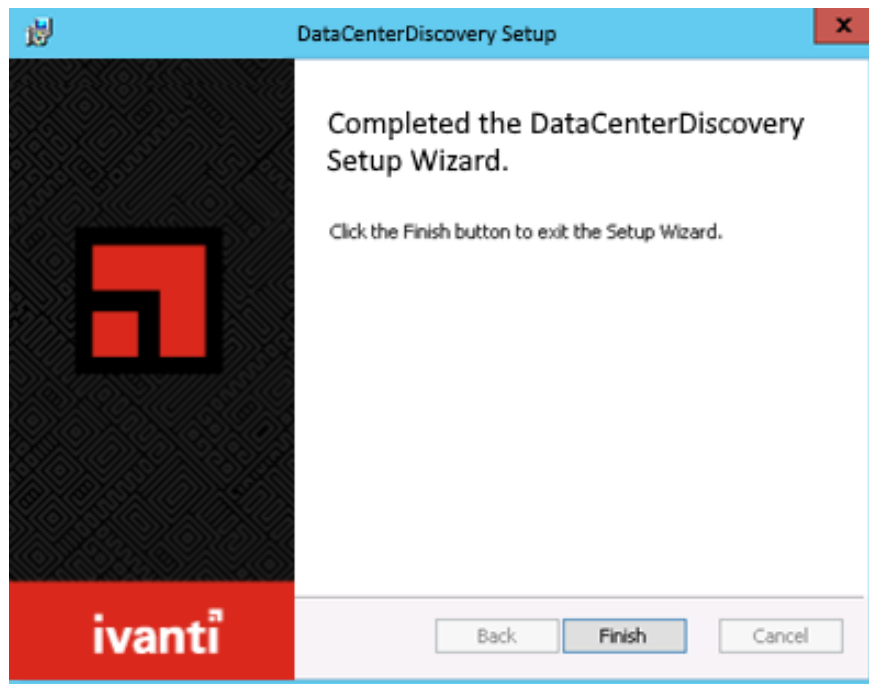 DataCenterDiscovery Setup
x
Completed the DataCenterDiscovery
Setup Wizard.
Click the Finish button to exit the Setup Wizard.
ivanti
Back Finish Cancel